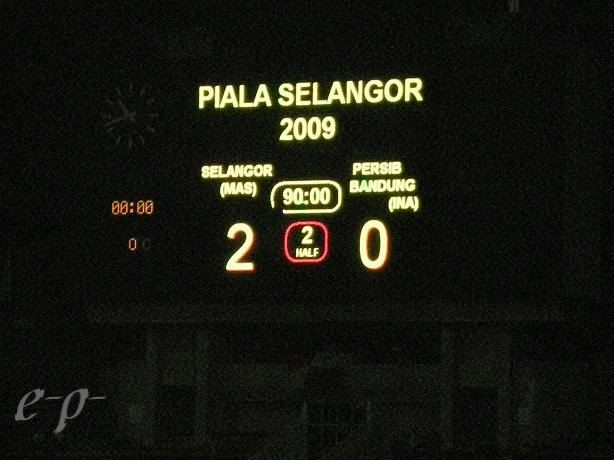 PIALA SELANGOR
2009
SELANGOR
(MAS)
90:00
PERSIB
BANDUNG
(INA)
00:00
2
2
HALF
0
0
e-p-